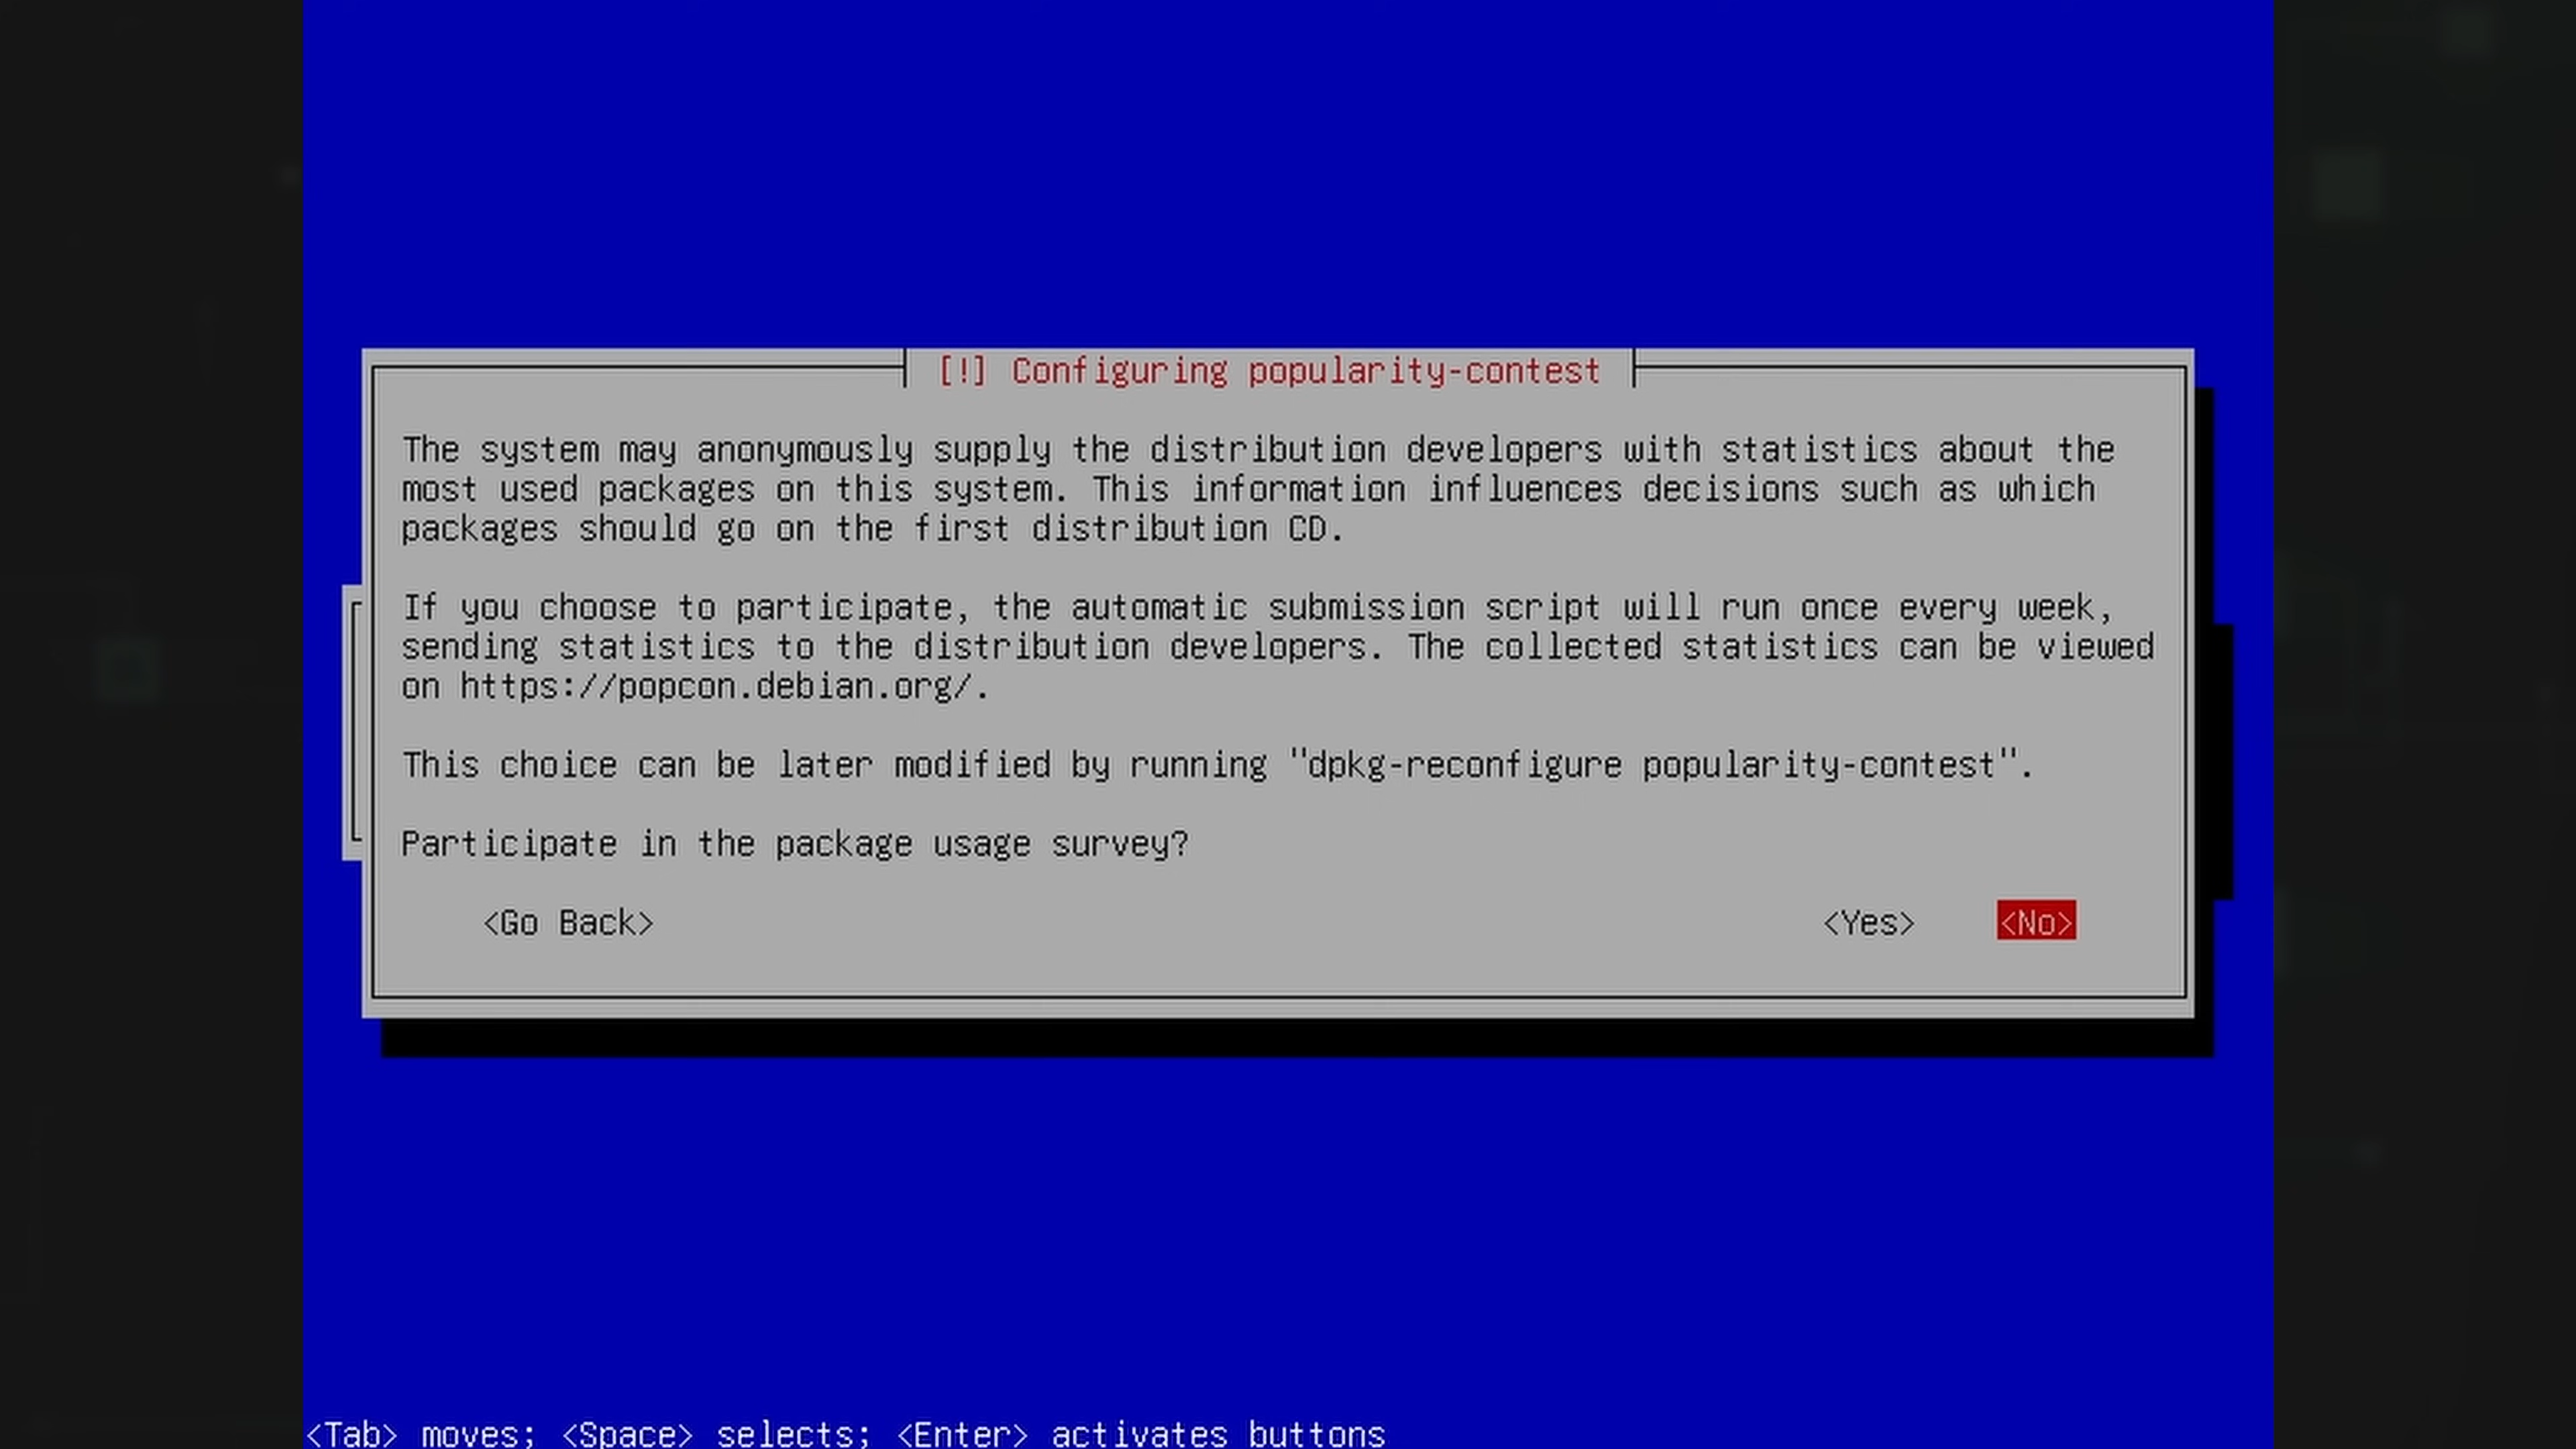 [!] Configuring popularity-contest
The system may anonymously supply the distribution developers with statistics about the
most used packages on this system. This information influences decisions such as which
packages should go on the first distribution CD.
If you choose to participate, the automatic submission script will run once every week,
sending statistics to the distribution developers. The collected statistics can be viewed
on https://popcon.debian.org/.
This choice can be later modified by running "dpkg-reconfigure popularity-contest".
Participate in the package usage survey?
<Go Back> <Yes> <No>
<Tab> moves; <Space> selects; <Enter> activates buttons